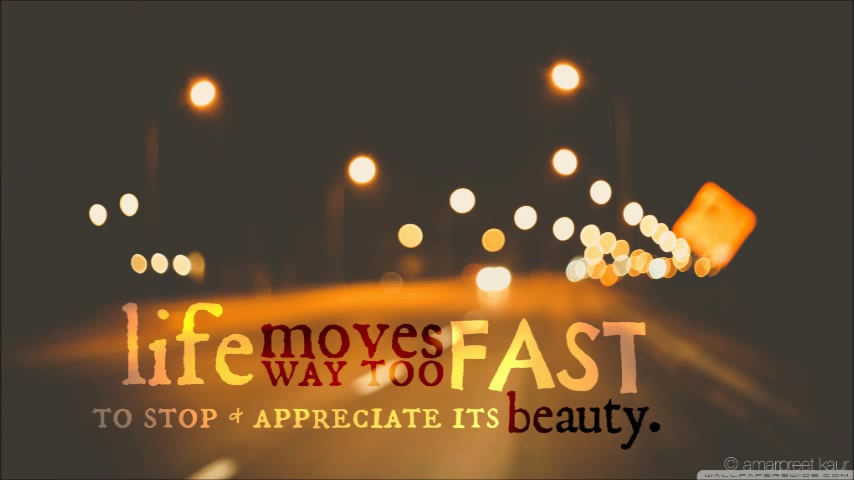 life moves FAST
WAY TOO
TO STOP & APPRECIATE ITS beauty.
© amarpreet kaur
WALLPAPERSWIDE.COM